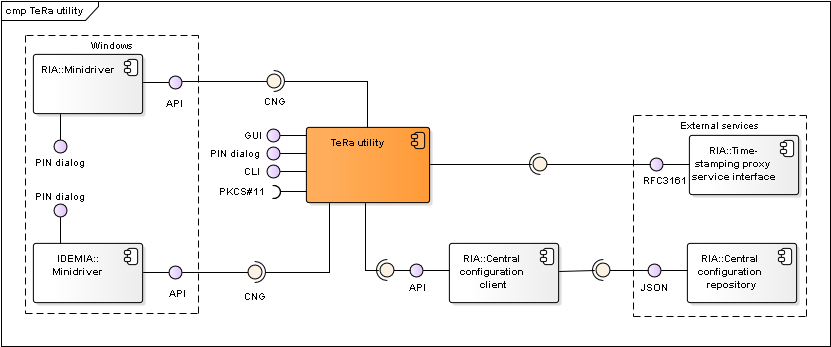 cmp TeRa utility
Windows
RIA::Minidriver
API
CNG
PIN dialog
PIN dialog
IDEMIA::
Minidriver
API
CNG
GUI
PIN dialog
CLI
PKCS#11
TeRa utility
API
RIA::Central
configuration
client
External services
RIA::Time-
stamping proxy
service interface
RFC3161
JSON
RIA::Central
configuration
repository